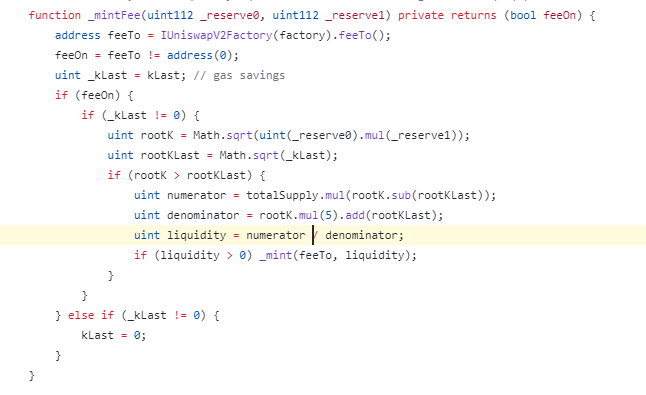 function _mintFee(uint112 _reserve0, uint112 _reserve1) private returns (bool feeOn) {
address feeTo = IUniswapV2Factory(factory).feeTo();
feeOn = feeTo != address(0);
uint _kLast = kLast; // gas savings
if (feeOn) {
if (_kLast != 0) {
uint rootK = Math.sqrt(uint(_reserve0).mul(_reserve1));
uint rootKLast = Math.sqrt(_kLast);
if (rootK > rootKLast) {
uint numerator = totalSupply.mul(rootK.sub(rootKLast));
uint denominator = rootK.mul(5).add(rootKLast);
uint liquidity = numerator / denominator;
if (liquidity > 0) _mint(feeTo, liquidity);
}
}
} else if (_kLast != 0) {
kLast = 0;
}
}